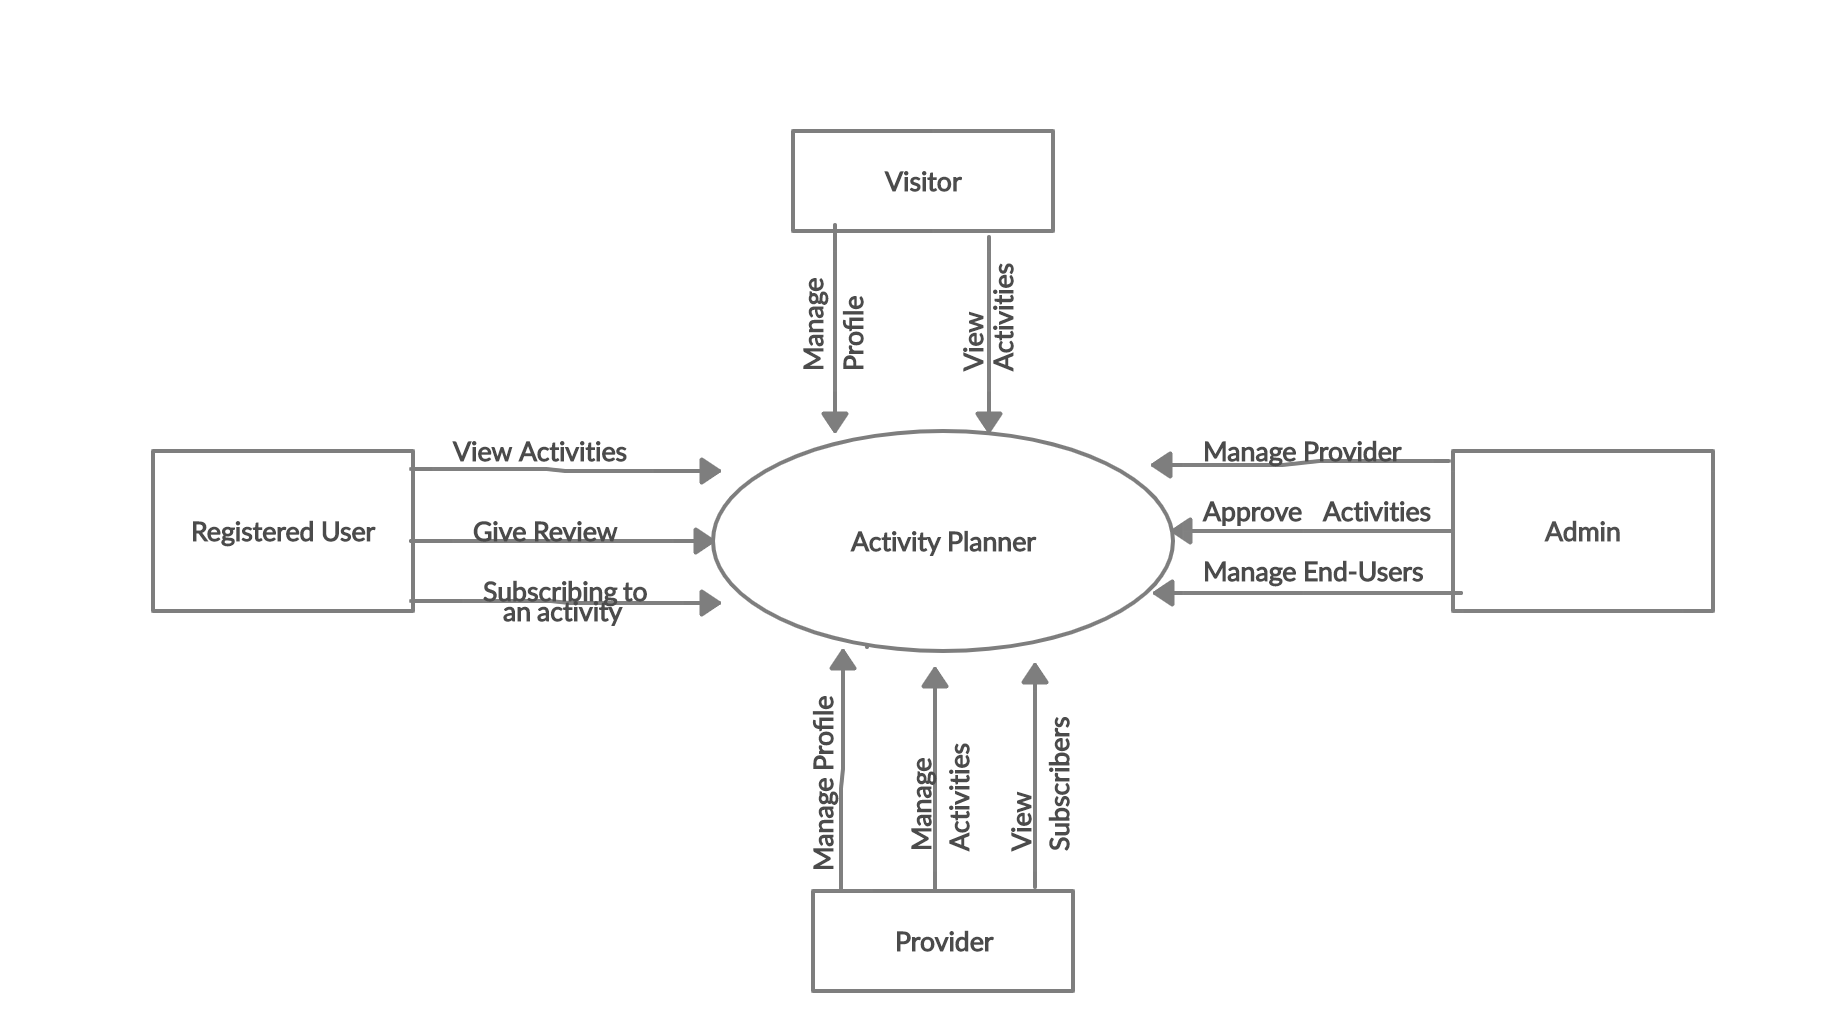 Visitor
Manage
Profile
View
Activities
View Activities
Give Review
Subscribing to
an activity
Registered User
Activity Planner
Manage Provider
Approve   Activities
Manage End-Users
Admin
Manage Profile
Manage
Activities
View
Subscribers
Provider